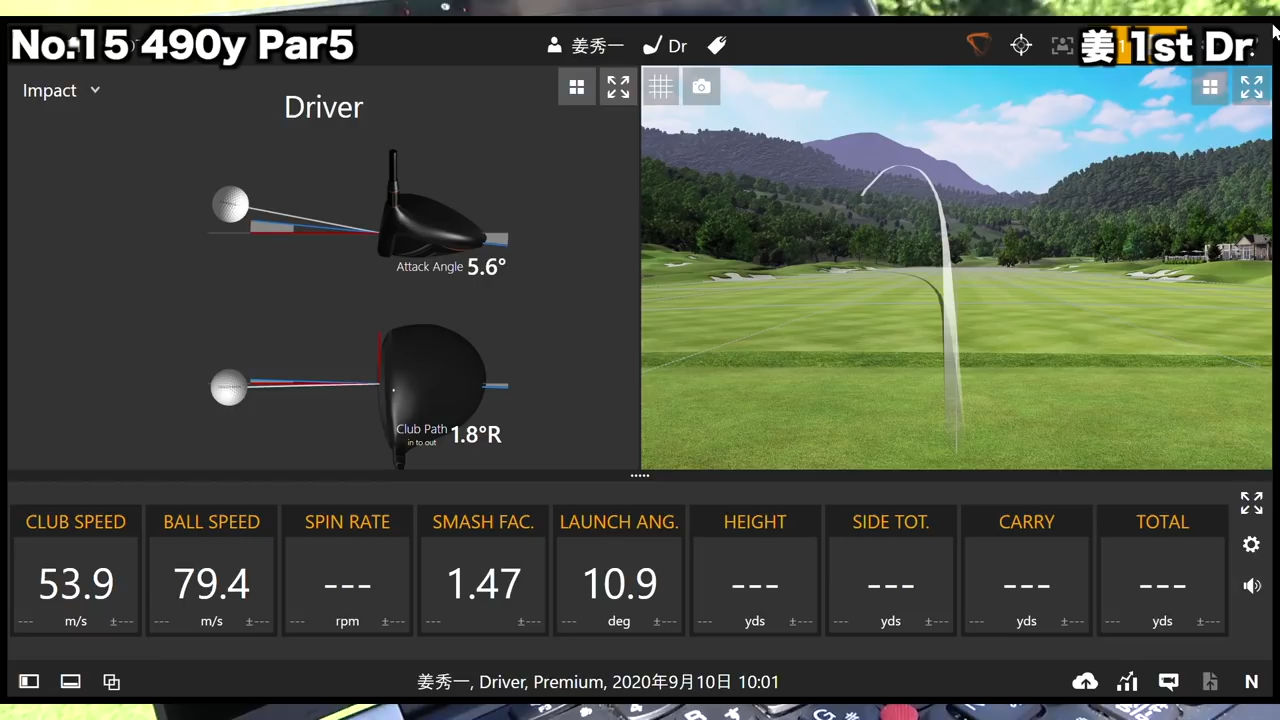 No:15 490y Par5
姜秀一
Dr
姜 1st Dr
Impact
Driver
Attack Angle 5.6°
Club Path 1.8°R
in to out
CLUB SPEED
BALL SPEED
SPIN RATE
SMASH FAC.
LAUNCH ANG.
HEIGHT
SIDE TOT.
CARRY
TOTAL
53.9
79.4
---
1.47
10.9
---
---
---
---
--- m/s ±---
--- m/s ±---
--- rpm ±---
--- ±---
--- deg ±---
--- yds ±---
--- yds ±---
--- yds ±---
--- yds ±---
姜秀一, Driver, Premium, 2020年9月10日 10:01
N